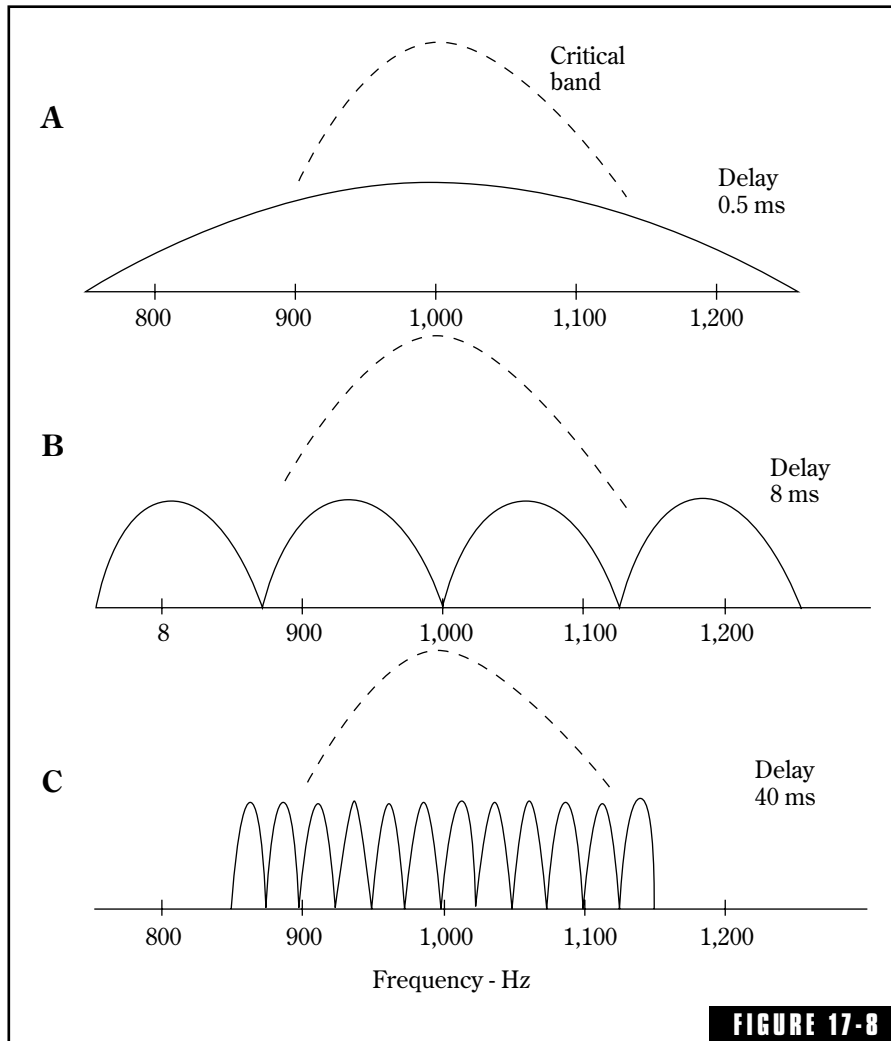 Critical
band
A
Delay
0.5 ms
800 900 1,000 1,100 1,200
B
Delay
8 ms
8 900 1,000 1,100 1,200
C
Delay
40 ms
800 900 1,000 1,100 1,200
Frequency - Hz
FIGURE 17-8